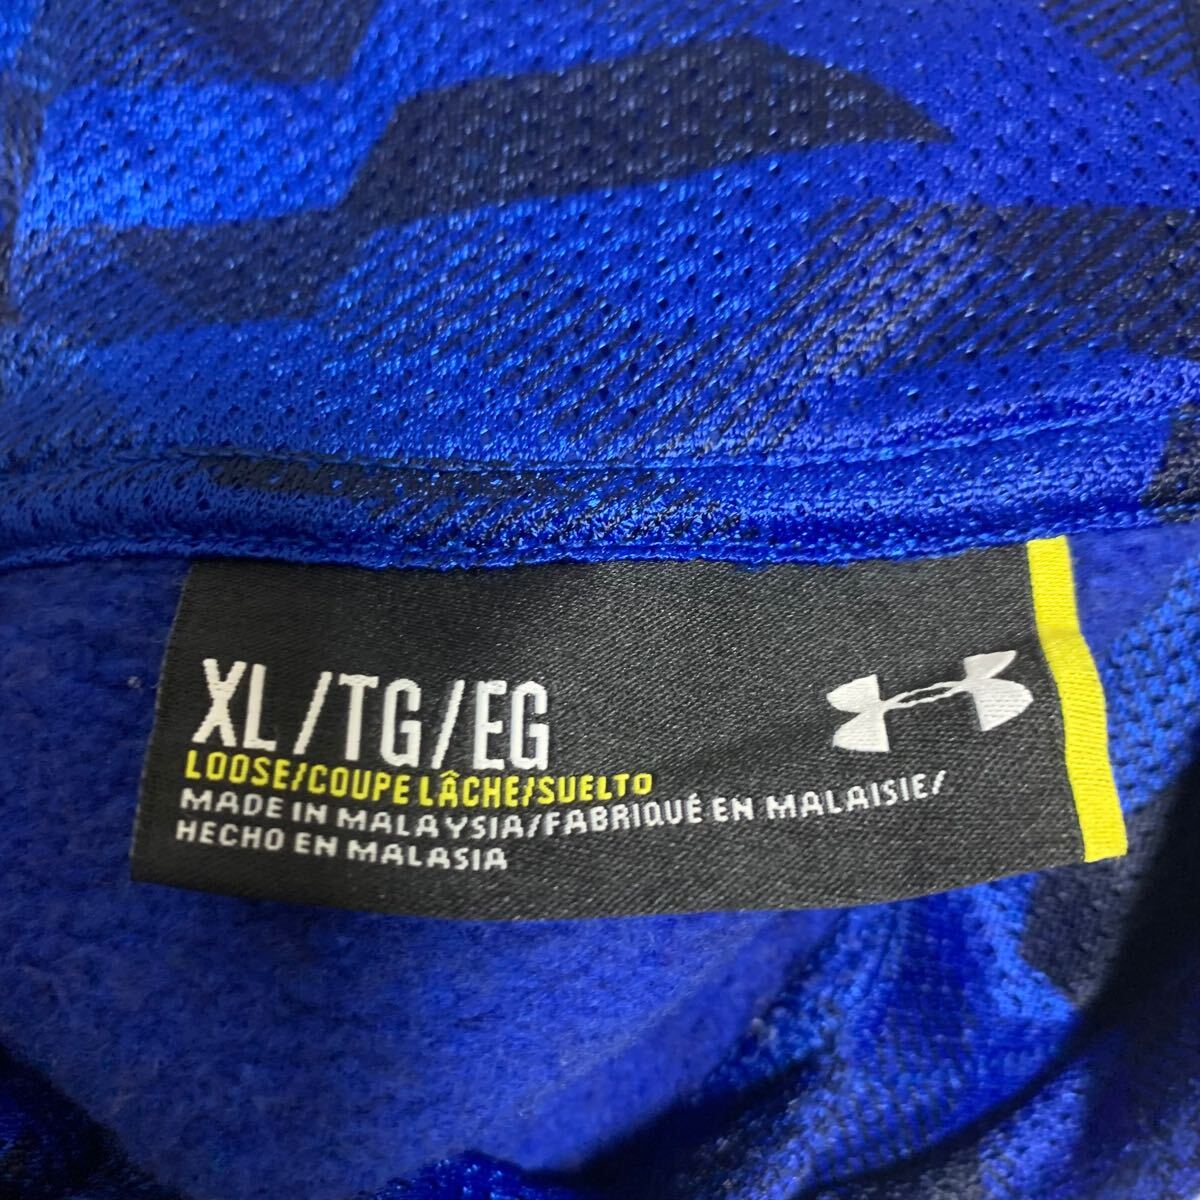 XL/TG/EG
LOOSE/COUPE LÂCHE/SUELTO
MADE IN MALAYSIA/FABRIQUÉ EN MALAISIE/
HECHO EN MALASIA